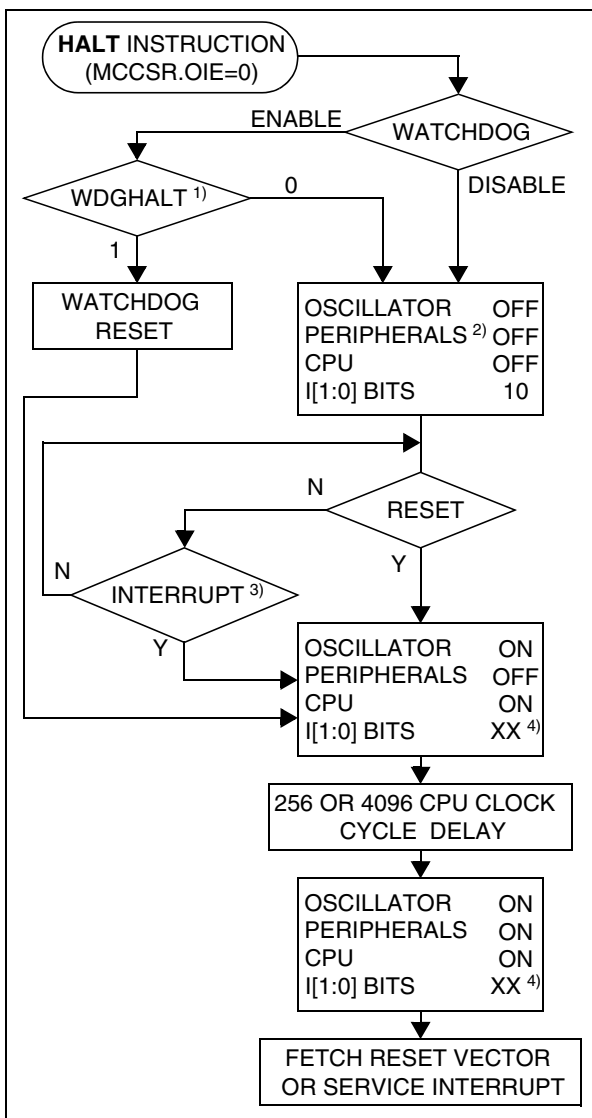 HALT INSTRUCTION
(MCCSR.OIE=0)
ENABLE
WATCHDOG
WDGHALT 1)
0
DISABLE
1
WATCHDOG
RESET
OSCILLATOR OFF
PERIPHERALS 2) OFF
CPU OFF
I[1:0] BITS 10
N
RESET
N
Y
INTERRUPT 3)
Y
OSCILLATOR ON
PERIPHERALS OFF
CPU ON
I[1:0] BITS XX 4)
256 OR 4096 CPU CLOCK
CYCLE DELAY
OSCILLATOR ON
PERIPHERALS ON
CPU ON
I[1:0] BITS XX 4)
FETCH RESET VECTOR
OR SERVICE INTERRUPT